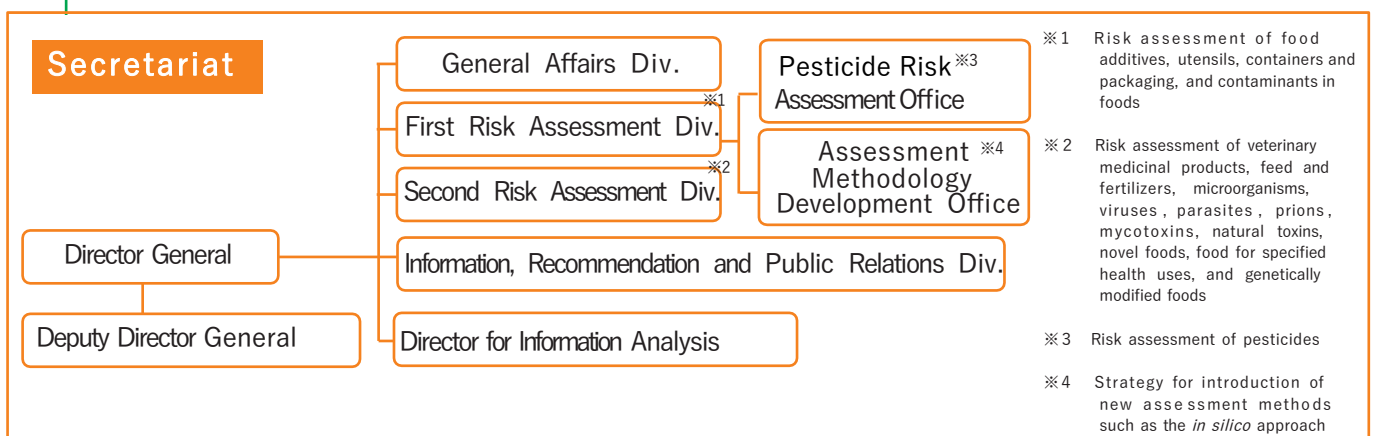 Secretariat
General Affairs Div.
First Risk Assessment Div.※1
Second Risk Assessment Div.※2
Information, Recommendation and Public Relations Div.
Director for Information Analysis
Director General
Deputy Director General
Pesticide Risk※3
Assessment Office
Assessment ※4
Methodology
Development Office
※1 Risk assessment of food
additives, utensils, containers and
packaging, and contaminants in
foods
※2 Risk assessment of veterinary
medicinal products, feed and
fertilizers, microorganisms,
viruses, parasites, prions,
mycotoxins, natural toxins,
novel foods, food for specified
health uses, and genetically
modified foods
※3 Risk assessment of pesticides
※4 Strategy for introduction of
new assessment methods
such as the in silico approach